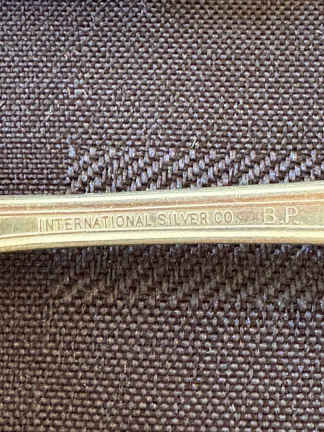 INTERNATIONAL SILVER CO. B.P.